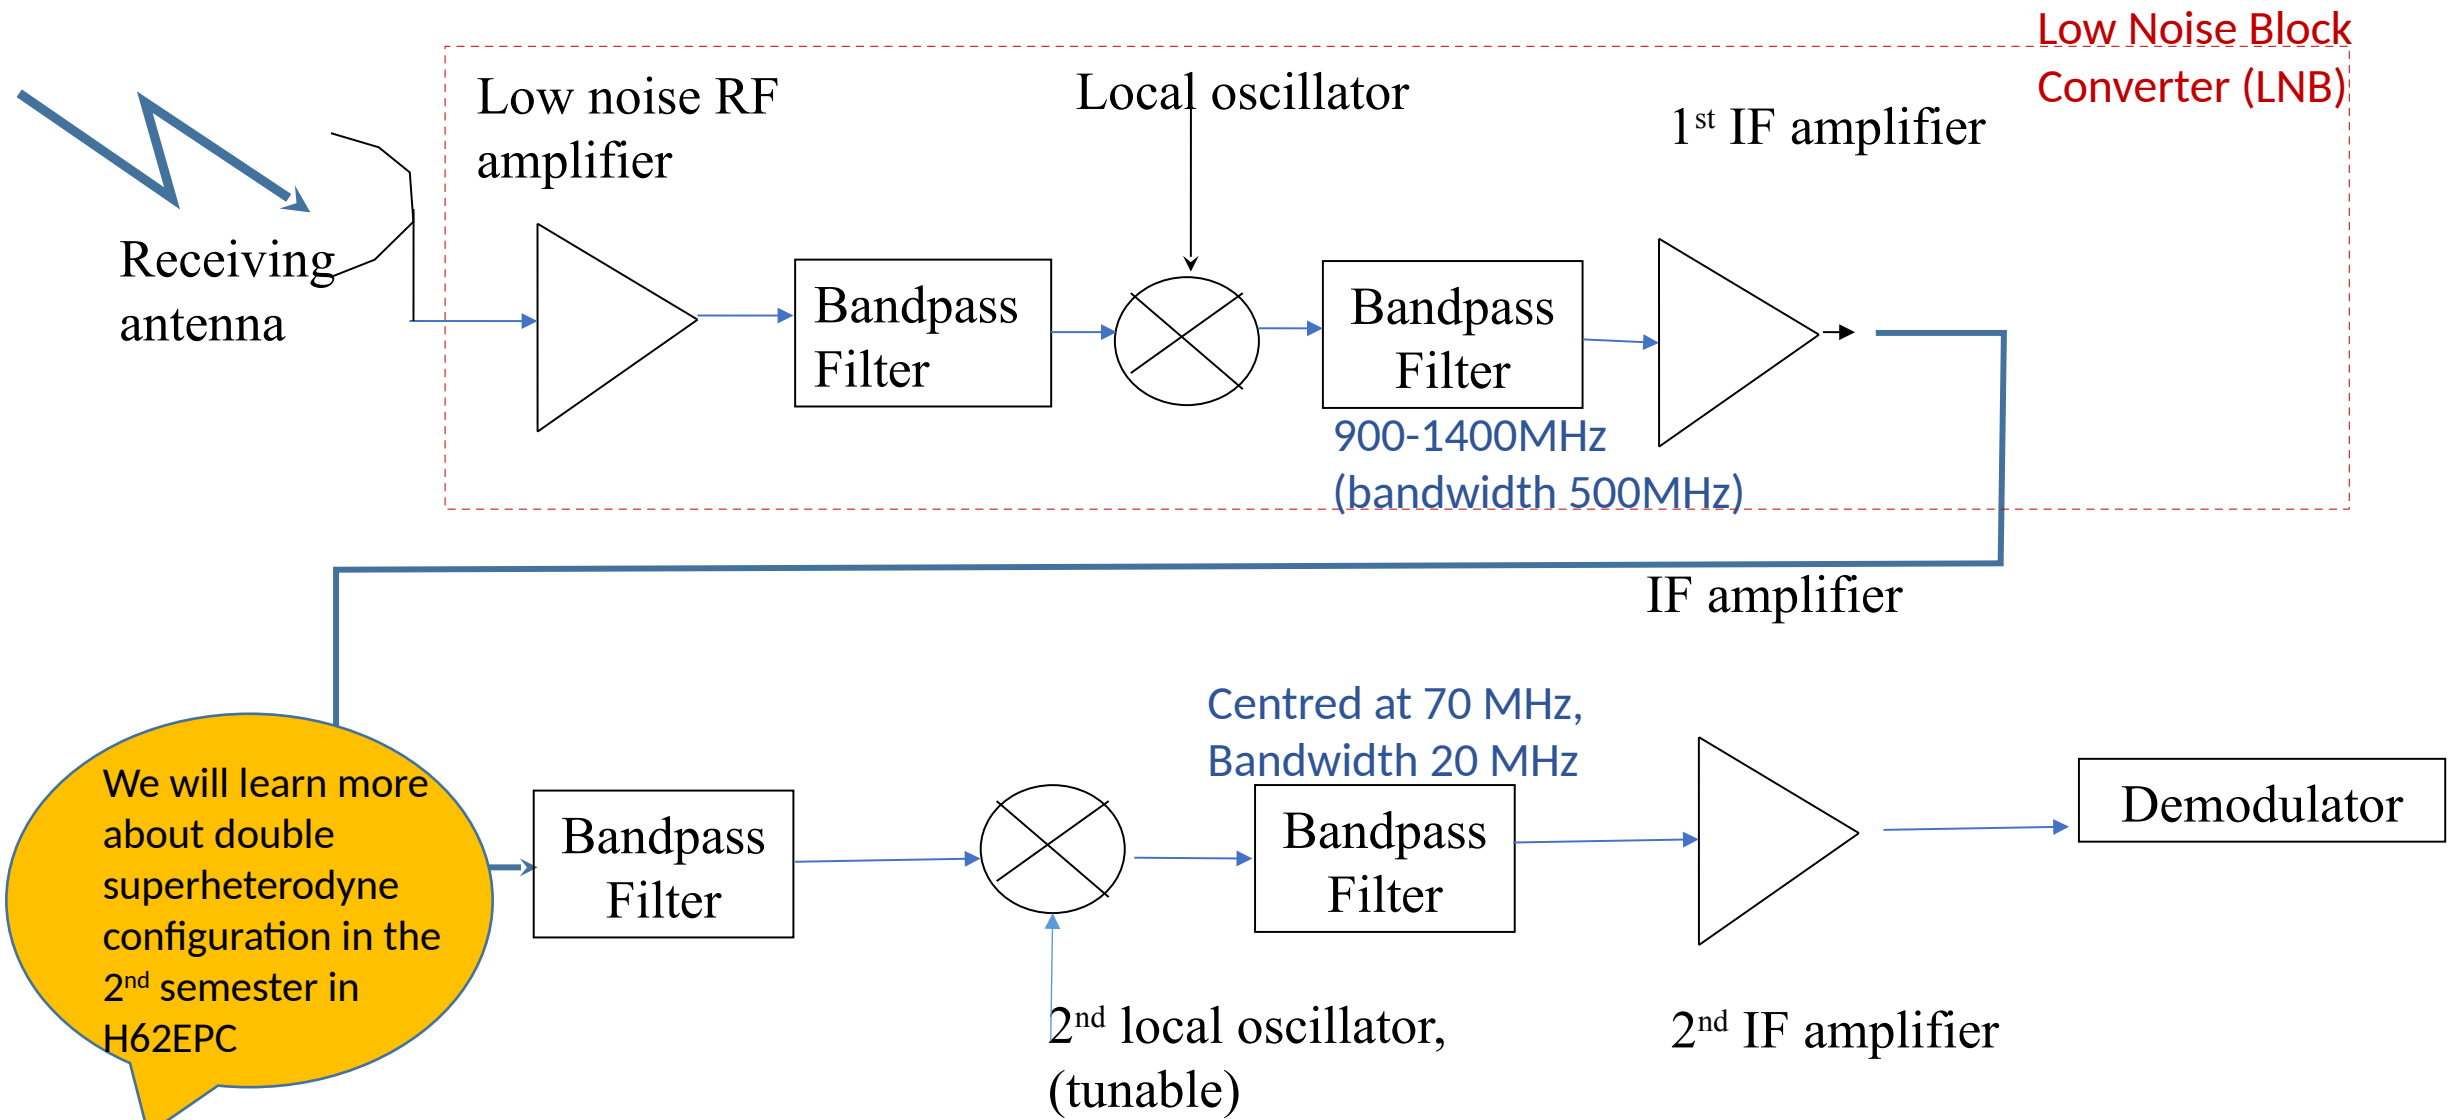 Low Noise Block
Converter (LNB)
Low noise RF
amplifier
Local oscillator
1st IF amplifier
Receiving
antenna
Bandpass
Filter
Bandpass
Filter
900-1400MHz
(bandwidth 500MHz)
IF amplifier
Centred at 70 MHz,
Bandwidth 20 MHz
We will learn more
about double
superheterodyne
configuration in the
2nd semester in
H62EPC
Bandpass
Filter
Bandpass
Filter
Demodulator
2nd local oscillator,
(tunable)
2nd IF amplifier